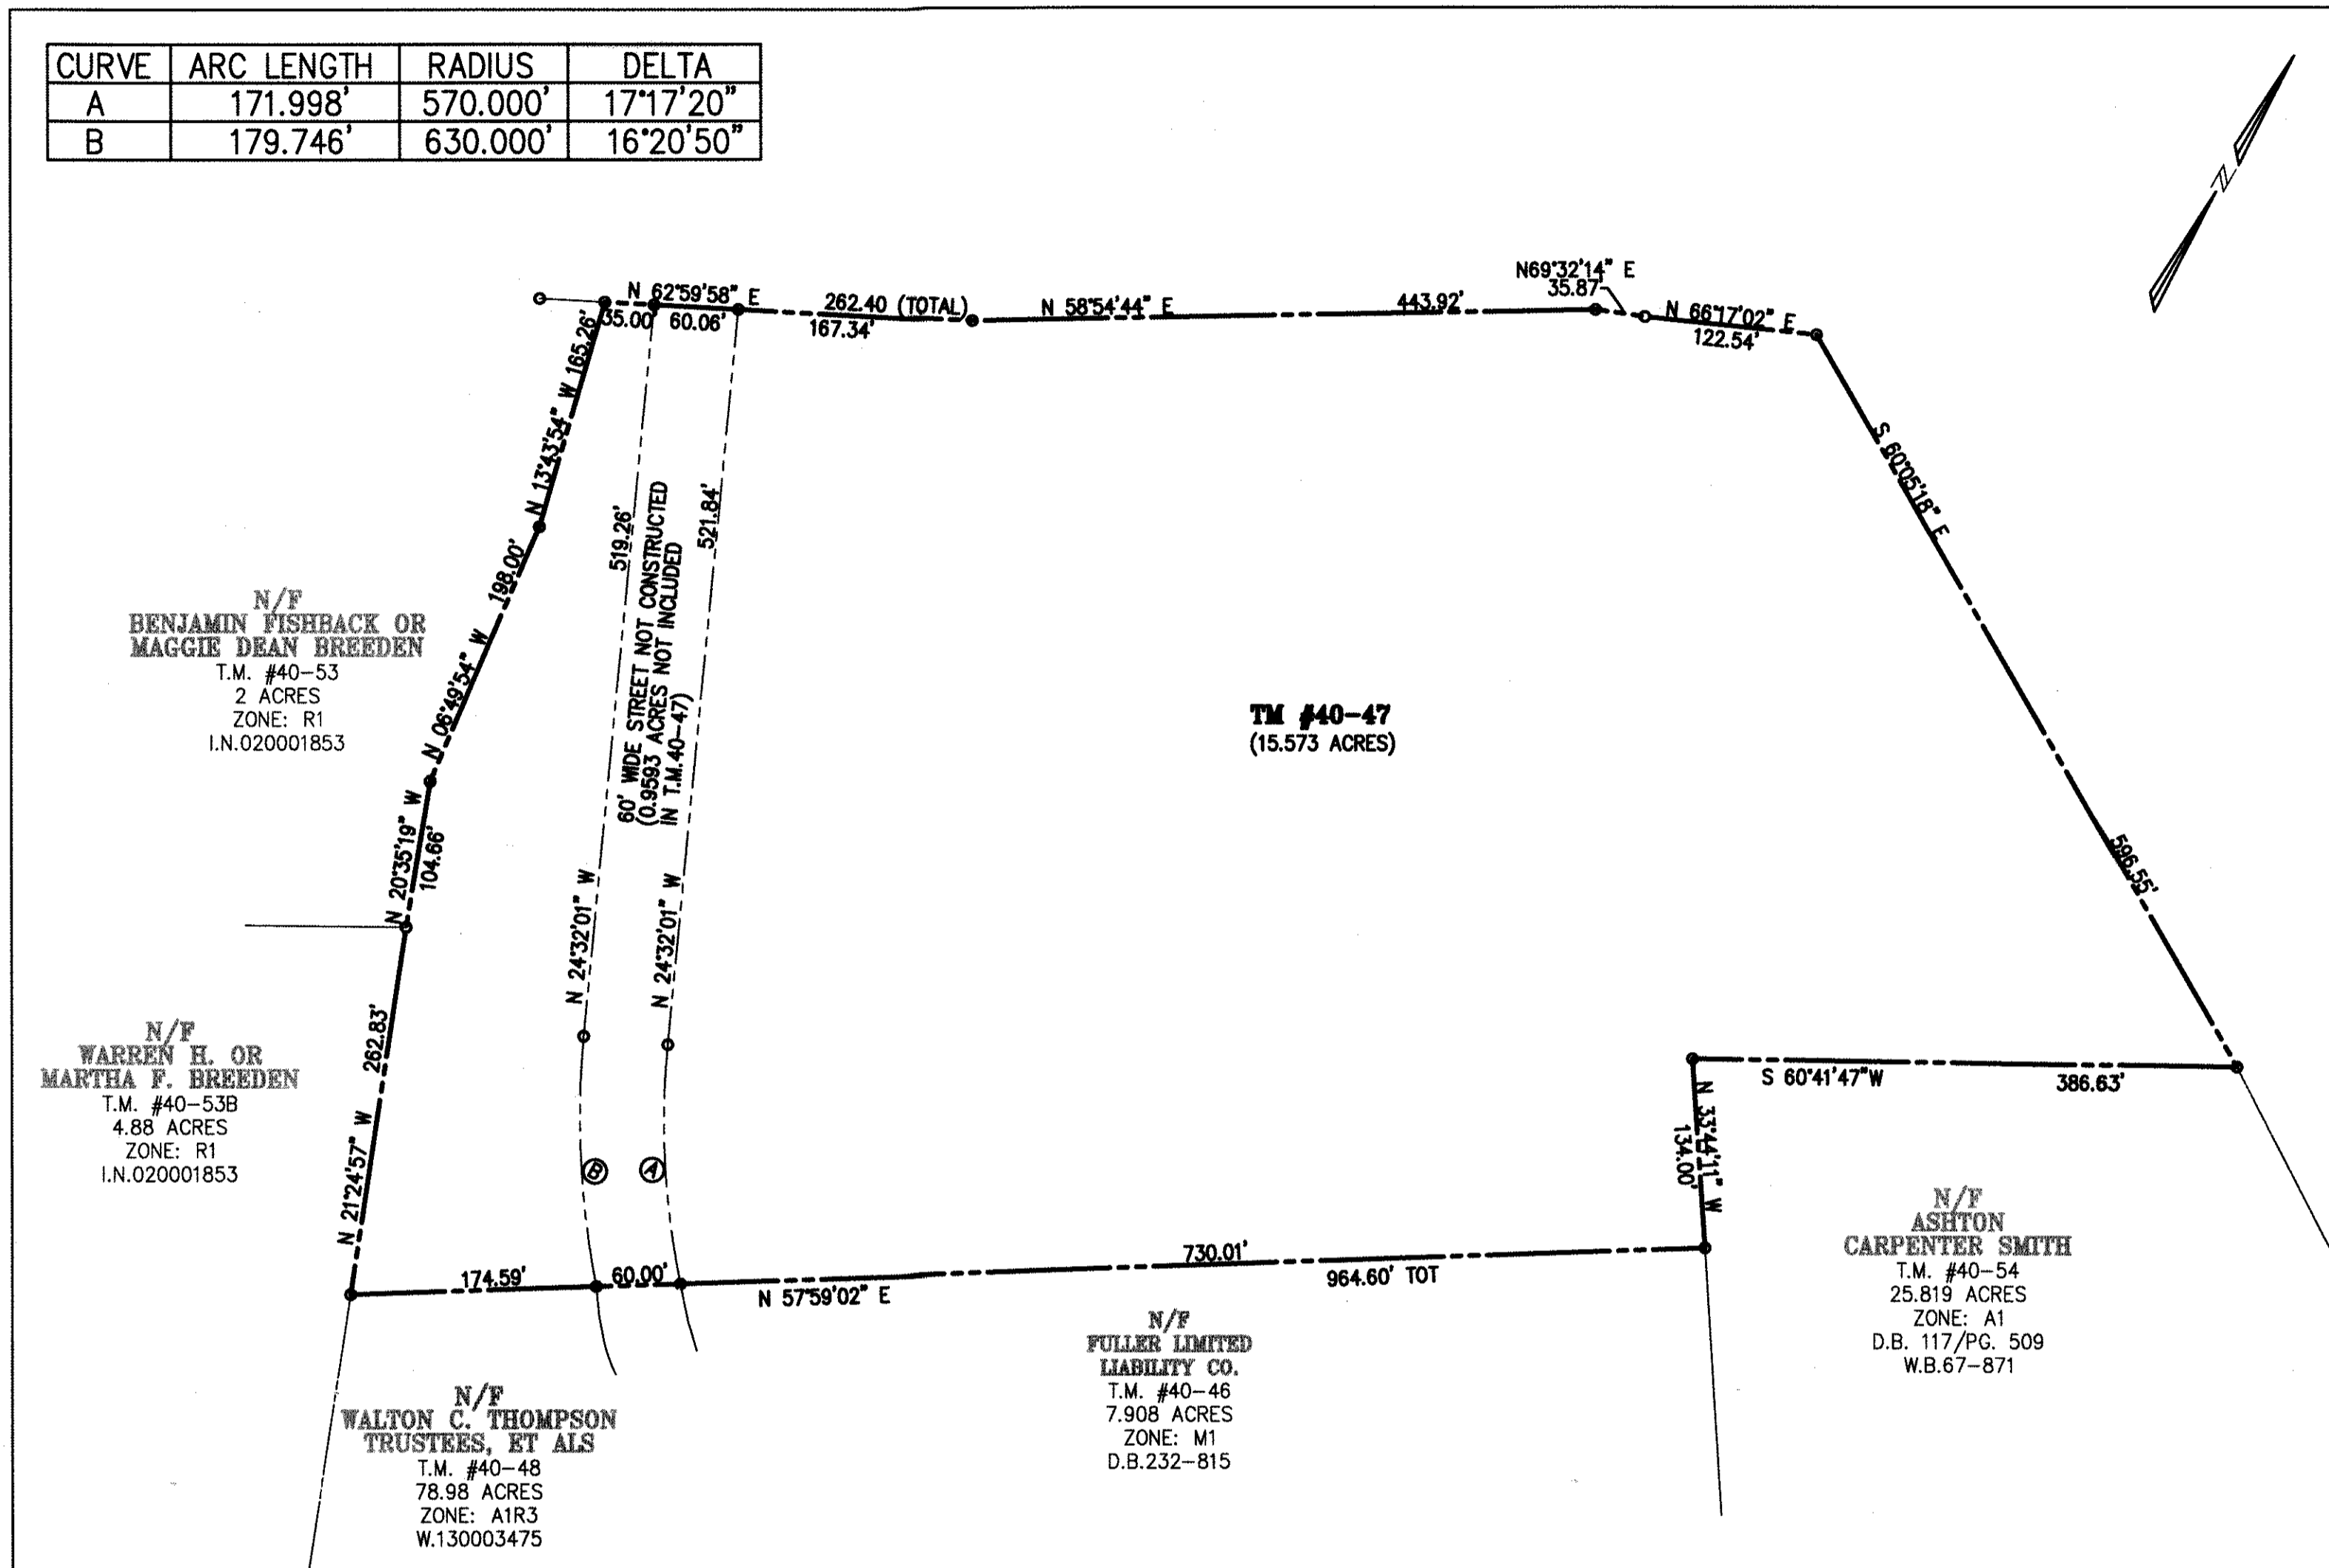 CURVE ARC LENGTH RADIUS DELTA
A 171.998' 570.000' 17°17'20"
B 179.746' 630.000' 16°20'50"
N
N 62°59'58" E
35.00'
60.06'
262.40 (TOTAL)
167.34'
N 58°54'44" E
443.92'
N69°32'14" E
35.87'
N 66°17'02" E
122.54'
N 13°43'54" W 165.26'
S 60°05'18" E
596.55'
N 06°49'54" W 198.00'
519.26'
521.84'
60' WIDE STREET NOT CONSTRUCTED
(0.9593 ACRES NOT INCLUDED
IN T.M.40-47)
N/F
BENJAMIN FISHBACK OR
MAGGIE DEAN BREEDEN
T.M. #40-53
2 ACRES
ZONE: R1
I.N.020001853
TM #40-47
(15.573 ACRES)
N 20°35'19" W
104.66'
N 24°32'01" W
N 24°32'01" W
N/F
WARREN H. OR
MARTHA F. BREEDEN
T.M. #40-53B
4.88 ACRES
ZONE: R1
I.N.020001853
N 21°24'57" W 262.83'
B
A
S 60°41'47"W
386.63'
N 33°44'11" W
134.00'
174.59'
60.00'
730.01'
N 57°59'02" E
964.60' TOT
N/F
ASHTON
CARPENTER SMITH
T.M. #40-54
25.819 ACRES
ZONE: A1
D.B. 117/PG. 509
W.B.67-871
N/F
FULLER LIMITED
LIABILITY CO.
T.M. #40-46
7.908 ACRES
ZONE: M1
D.B.232-815
N/F
WALTON C. THOMPSON
TRUSTEES, ET ALS
T.M. #40-48
78.98 ACRES
ZONE: A1R3
W.130003475